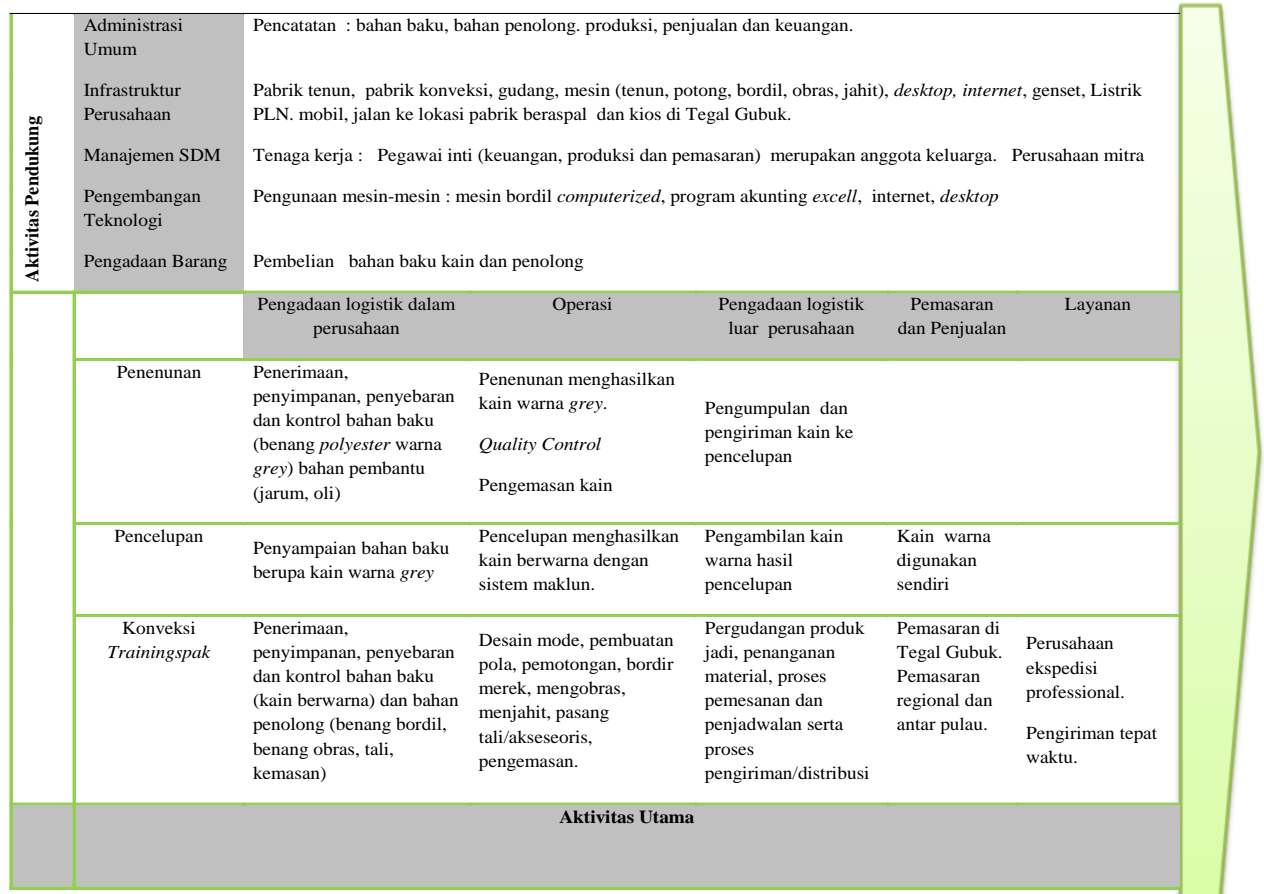 Aktivitas Pendukung
Administrasi
Umum
Pencatatan : bahan baku, bahan penolong. produksi, penjualan dan keuangan.
Infrastruktur
Perusahaan
Pabrik tenun, pabrik konveksi, gudang, mesin (tenun, potong, bordil, obras, jahit), desktop, internet, genset, Listrik
PLN. mobil, jalan ke lokasi pabrik beraspal dan kios di Tegal Gubuk.
Manajemen SDM
Tenaga kerja : Pegawai inti (keuangan, produksi dan pemasaran) merupakan anggota keluarga. Perusahaan mitra
Pengembangan
Teknologi
Pengunaan mesin-mesin : mesin bordil computerized, program akunting excell, internet, desktop
Pengadaan Barang
Pembelian bahan baku kain dan penolong
Pengadaan logistik dalam
perusahaan
Operasi
Pengadaan logistik
luar perusahaan
Pemasaran
dan Penjualan
Layanan
Penenunan
Penerimaan,
penyimpanan, penyebaran
dan kontrol bahan baku
(benang polyester warna
grey) bahan pembantu
(jarum, oli)
Penenunan menghasilkan
kain warna grey.
Quality Control
Pengemasan kain
Pengumpulan dan
pengiriman kain ke
pencelupan
Pencelupan
Penyampaian bahan baku
berupa kain warna grey
Pencelupan menghasilkan
kain berwarna dengan
sistem maklun.
Pengambilan kain
warna hasil
pencelupan
Kain warna
digunakan
sendiri
Konveksi
Trainingspak
Penerimaan,
penyimpanan, penyebaran
dan kontrol bahan baku
(kain berwarna) dan bahan
penolong (benang bordil,
benang obras, tali,
kemasan)
Desain mode, pembuatan
pola, pemotongan, bordir
merek, mengobras,
menjahit, pasang
tali/akseseoris,
pengemasan.
Pergudangan produk
jadi, penanganan
material, proses
pemesanan dan
penjadwalan serta
proses
pengiriman/distribusi
Pemasaran di
Tegal Gubuk.
Pemasaran
regional dan
antar pulau.
Perusahaan
ekspedisi
professional.
Pengiriman tepat
waktu.
Aktivitas Utama